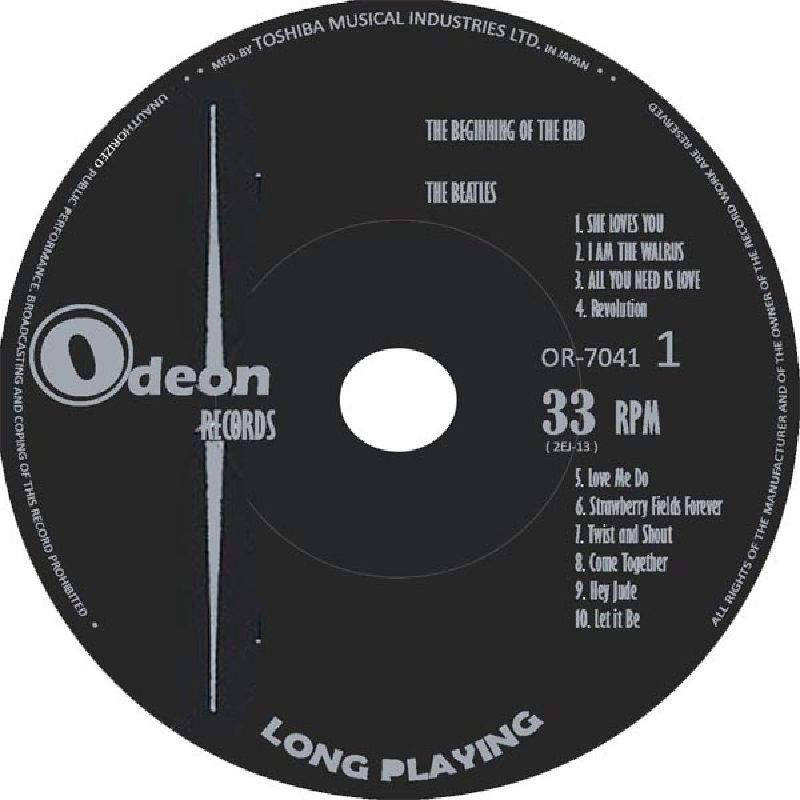 MFD. BY TOSHIBA MUSICAL INDUSTRIES LTD. IN JAPAN
UNAUTHORIZED PUBLIC PERFORMANCE, BROADCASTING AND COPING OF THIS RECORD PROHIBITED
ALL RIGHTS OF THE MANUFACTURER AND OF THE OWNER OF THE RECORD WORK ARE RESERVED
THE BEGINNING OF THE END
THE BEATLES
1. SHE LOVES YOU
2. I AM THE WALRUS
3. ALL YOU NEED IS LOVE
4. Revolution
Odeon
RECORDS
OR-7041 1
33 RPM
( 2EJ-13 )
5. Love Me Do
6. Strawberry Fields Forever
7. Twist and Shout
8. Come Together
9. Hey Jude
10. Let it Be
LONG PLAYING